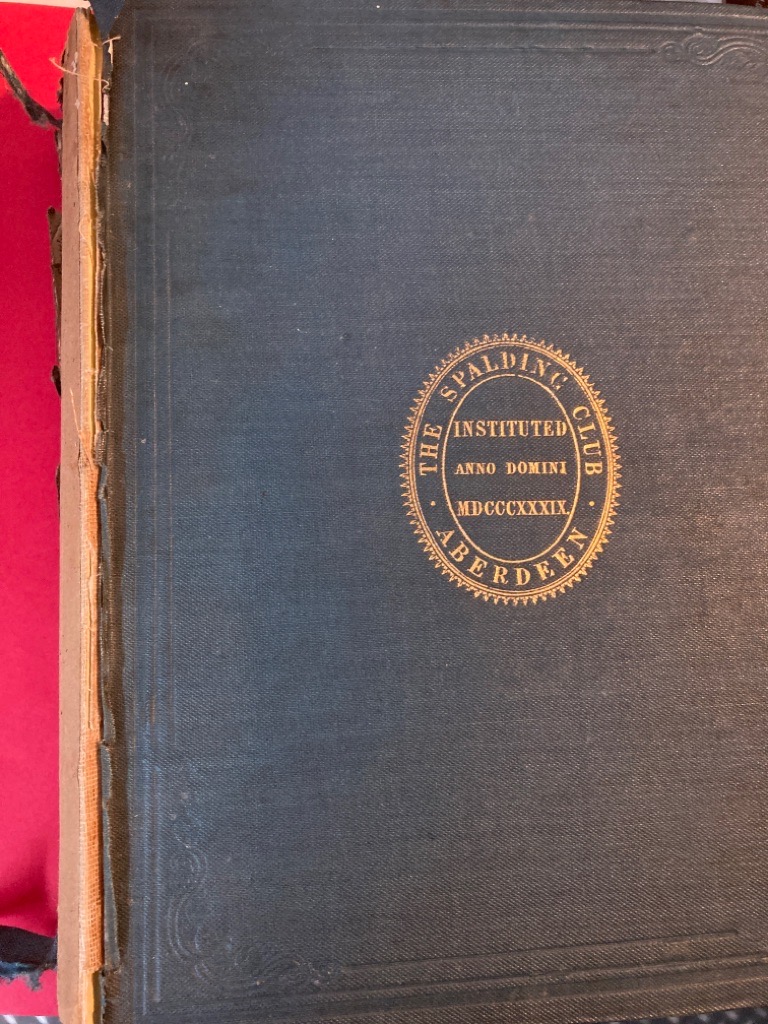 THE SPALDING CLUB
INSTITUTED
ANNO DOMINI
MDCCCXXXIX.
· ABERDEEN ·